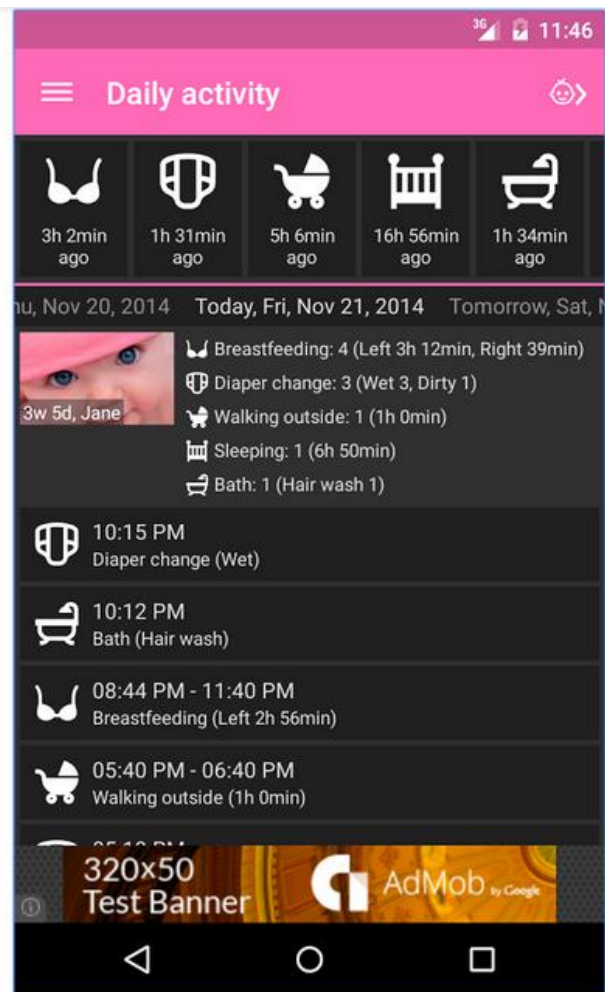 3G 11:46
Daily activity
3h 2min ago
1h 31min ago
5h 6min ago
16h 56min ago
1h 34min ago
Thu, Nov 20, 2014 Today, Fri, Nov 21, 2014 Tomorrow, Sat,
3w 5d, Jane
Breastfeeding: 4 (Left 3h 12min, Right 39min)
Diaper change: 3 (Wet 3, Dirty 1)
Walking outside: 1 (1h 0min)
Sleeping: 1 (6h 50min)
Bath: 1 (Hair wash 1)
10:15 PM
Diaper change (Wet)
10:12 PM
Bath (Hair wash)
08:44 PM - 11:40 PM
Breastfeeding (Left 2h 56min)
05:40 PM - 06:40 PM
Walking outside (1h 0min)
320×50
Test Banner
AdMob by Google